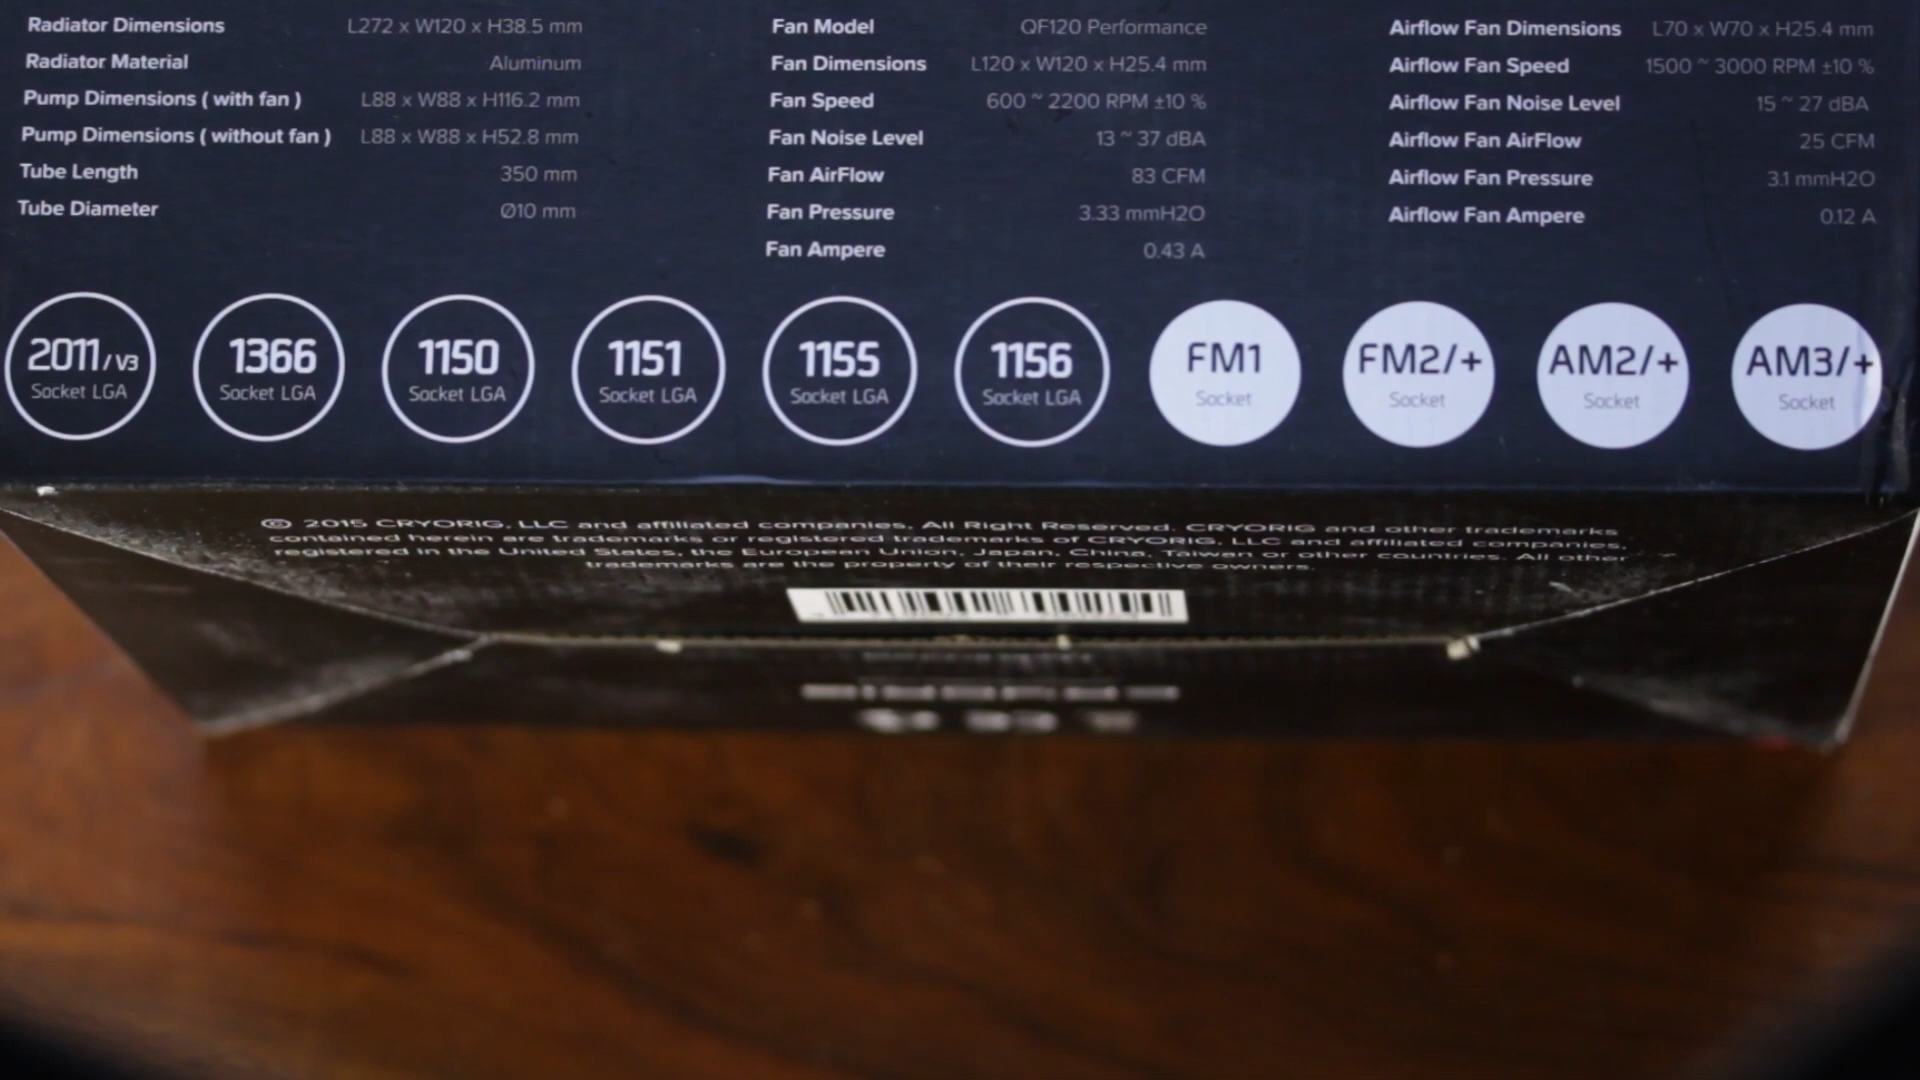 Radiator Dimensions L272 x W120 x H38.5 mm
Radiator Material Aluminum
Pump Dimensions ( with fan ) L88 x W88 x H116.2 mm
Pump Dimensions ( without fan ) L88 x W88 x H52.8 mm
Tube Length 350 mm
Tube Diameter Ø10 mm
Fan Model QF120 Performance
Fan Dimensions L120 x W120 x H25.4 mm
Fan Speed 600 ~ 2200 RPM ±10 %
Fan Noise Level 13 ~ 37 dBA
Fan AirFlow 83 CFM
Fan Pressure 3.33 mmH2O
Fan Ampere 0.43 A
Airflow Fan Dimensions L70 x W70 x H25.4 mm
Airflow Fan Speed 1500 ~ 3000 RPM ±10 %
Airflow Fan Noise Level 15 ~ 27 dBA
Airflow Fan AirFlow 25 CFM
Airflow Fan Pressure 3.1 mmH2O
Airflow Fan Ampere 0.12 A
2011/V3
Socket LGA
1366
Socket LGA
1150
Socket LGA
1151
Socket LGA
1155
Socket LGA
1156
Socket LGA
FM1
Socket
FM2/+
Socket
AM2/+
Socket
AM3/+
Socket
© 2015 CRYORIG, LLC and affiliated companies, All Right Reserved. CRYORIG and other trademarks
contained herein are trademarks or registered trademarks of CRYORIG, LLC and affiliated companies,
registered in the United States, the European Union, Japan, China, Taiwan or other countries. All other
trademarks are the property of their respective owners.